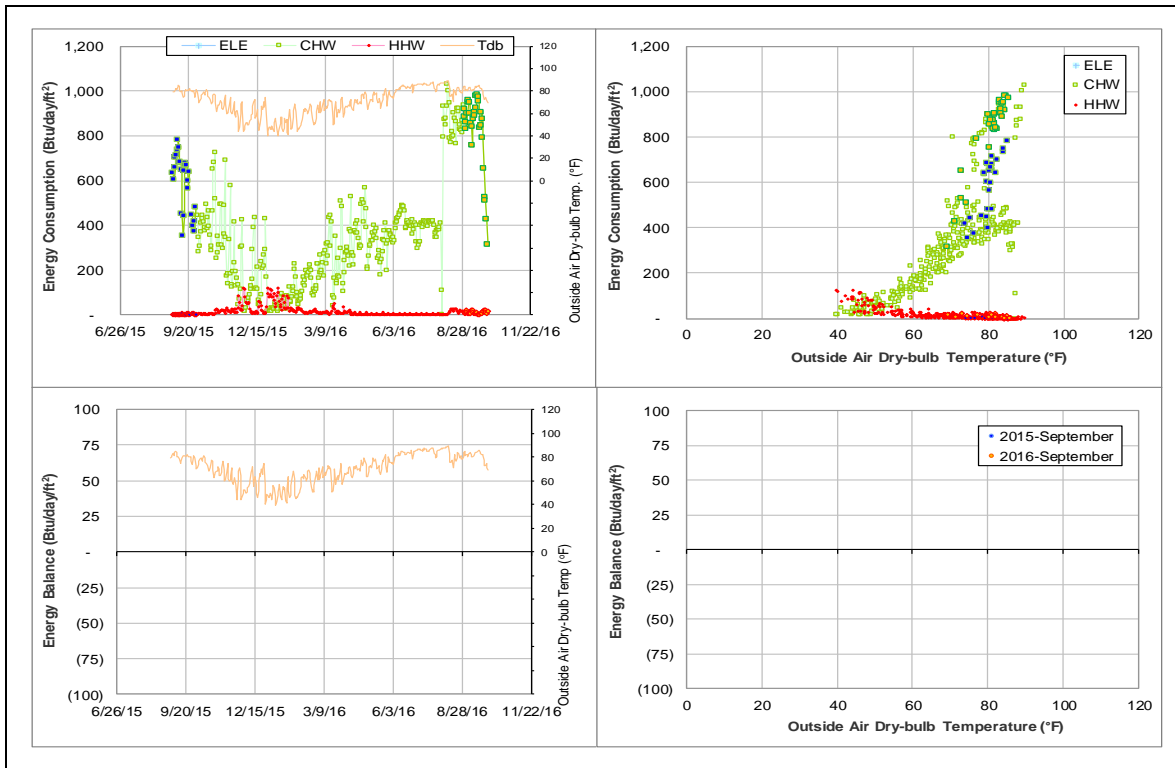 ELE CHW HHW Tdb
Energy Consumption (Btu/day/ft²)
1,200
1,000
800
600
400
200
-
120
100
80
60
40
20
0
Outside Air Dry-bulb Temp. (°F)
6/26/15 9/20/15 12/15/15 3/9/16 6/3/16 8/28/16 11/22/16
Energy Consumption (Btu/day/ft²)
1,200
1,000
800
600
400
200
-
ELE
CHW
HHW
0 20 40 60 80 100 120
Outside Air Dry-bulb Temperature (°F)
Energy Balance (Btu/day/ft²)
100
75
50
25
-
(25)
(50)
(75)
(100)
120
100
80
60
40
20
0
Outside Air Dry-bulb Temp (°F)
6/26/15 9/20/15 12/15/15 3/9/16 6/3/16 8/28/16 11/22/16
Energy Balance (Btu/day/ft²)
100
75
50
25
-
(25)
(50)
(75)
(100)
2015-September
2016-September
0 20 40 60 80 100 120
Outside Air Dry-bulb Temperature (°F)